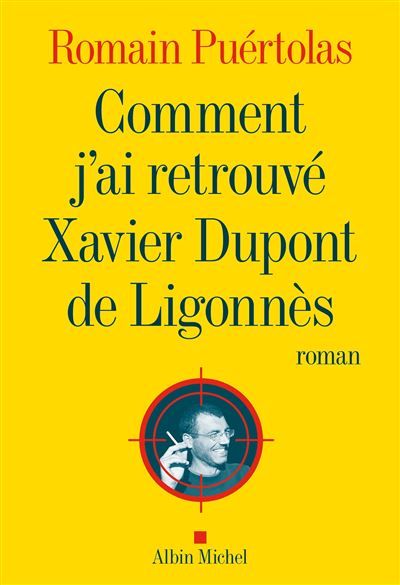 Romain Puértolas
Comment
j'ai retrouvé
Xavier Dupont
de Ligonnès
roman
Albin Michel